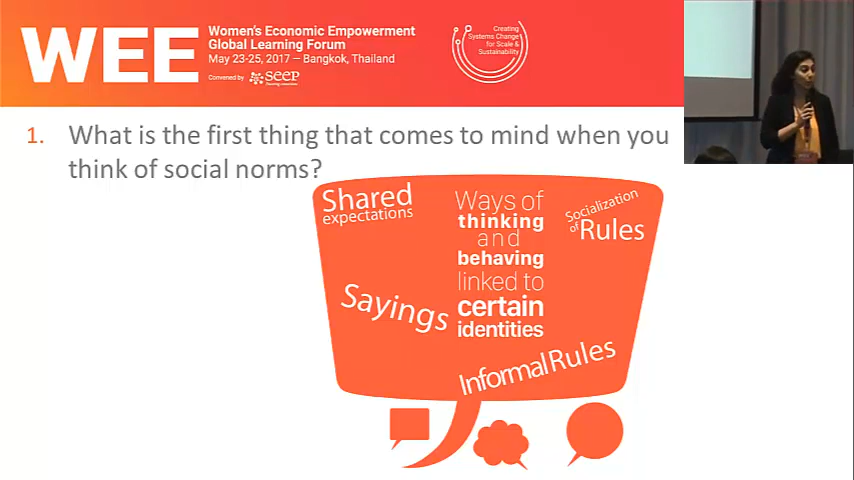 WEE
Women's Economic Empowerment
Global Learning Forum
May 23-25, 2017 – Bangkok, Thailand
Convened by SEEP
Creating
Systems Change
for Scale &
Sustainability
1. What is the first thing that comes to mind when you
think of social norms?
Shared
expectations
Ways of
thinking
and
behaving
linked to
certain
identities
Socialization
of Rules
Sayings
Informal Rules